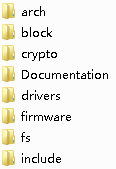 arch
block
crypto
Documentation
drivers
firmware
fs
include